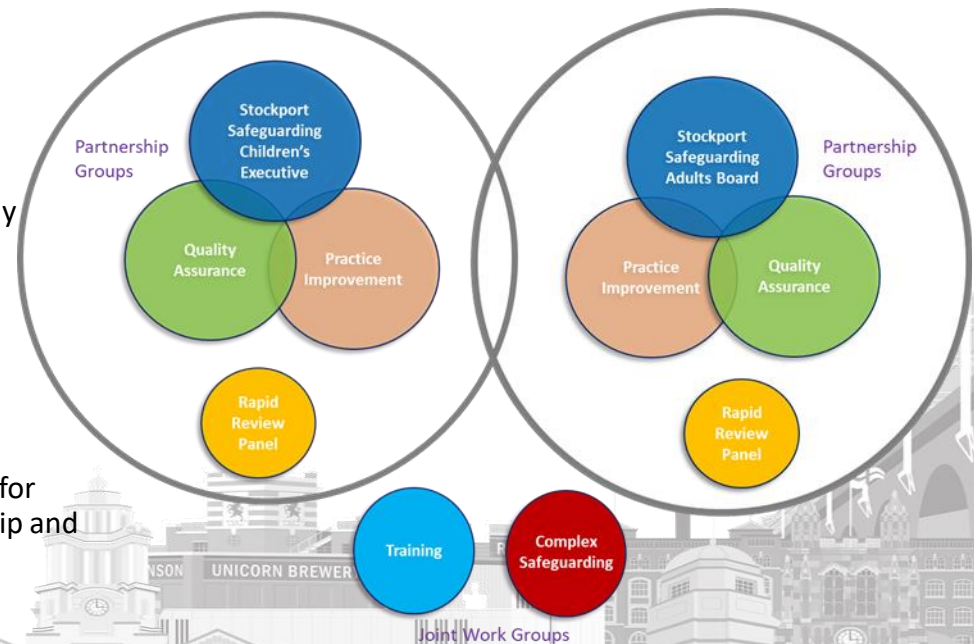 Partnership
Groups
Stockport
Safeguarding
Children's
Executive
Quality
Assurance
Practice
Improvement
Rapid
Review
Panel
Stockport
Safeguarding
Adults Board
Partnership
Groups
Practice
Improvement
Quality
Assurance
Rapid
Review
Panel
y
for
ip and
Training
Complex
Safeguarding
NSON
UNICORN BREWER
R
Joint Work Groups